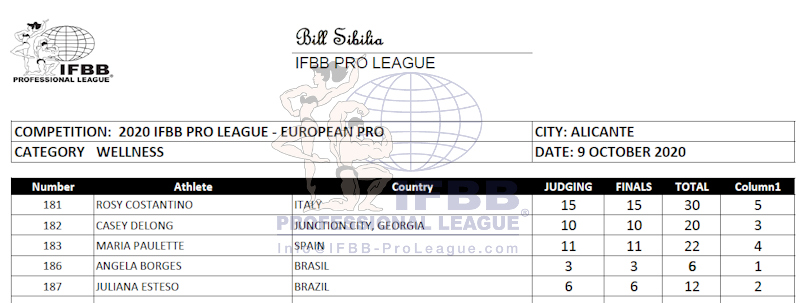 Bill Sibilia
IFBB PRO LEAGUE
IFBB
PROFESSIONAL LEAGUE
COMPETITION: 2020 IFBB PRO LEAGUE - EUROPEAN PRO CITY: ALICANTE
CATEGORY WELLNESS DATE: 9 OCTOBER 2020
Number Athlete Country JUDGING FINALS TOTAL Column1
181 ROSY COSTANTINO ITALY 15 15 30 5
182 CASEY DELONG JUNCTION CITY, GEORGIA 10 10 20 3
183 MARIA PAULETTE SPAIN 11 11 22 4
186 ANGELA BORGES BRASIL 3 3 6 1
187 JULIANA ESTESO BRAZIL 6 6 12 2
IFBB
PROFESSIONAL LEAGUE
Info@IFBB-ProLeague.com